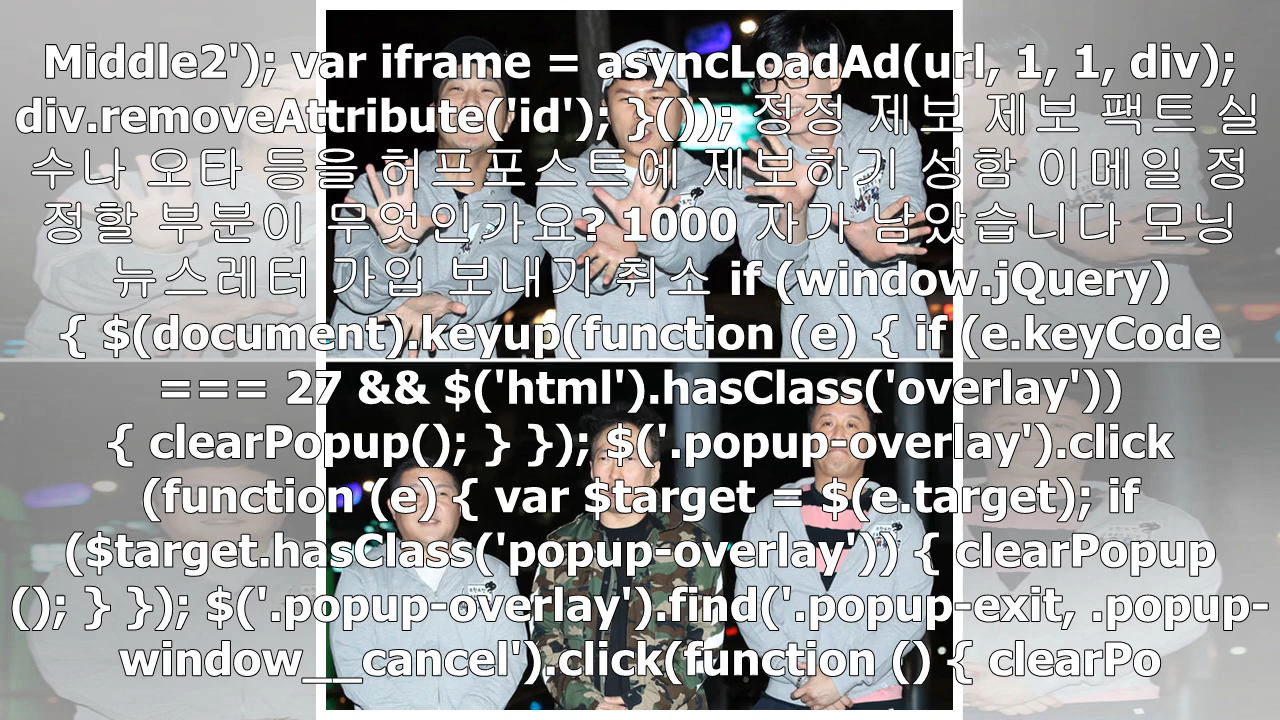 Middle2'); var iframe = asyncLoadAd(url, 1, 1, div);
div.removeAttribute('id'); }()); 정정 제보 제보 팩트 실
수나 오타 등을 허프포스트에 제보하기 성함 이메일 정
정할 부분이 무엇인가요? 1000 자가 남았습니다 모닝
뉴스레터 가입 보내기 취소 if (window.jQuery)
{ $(document).keyup(function (e) { if (e.keyCode
=== 27 && $('html').hasClass('overlay'))
{ clearPopup(); } }); $('.popup-overlay').click
(function (e) { var $target = $(e.target); if
($target.hasClass('popup-overlay')) { clearPopup
(); } }); $('.popup-overlay').find('.popup-exit, .popup-
window__cancel').click(function () { clearPo